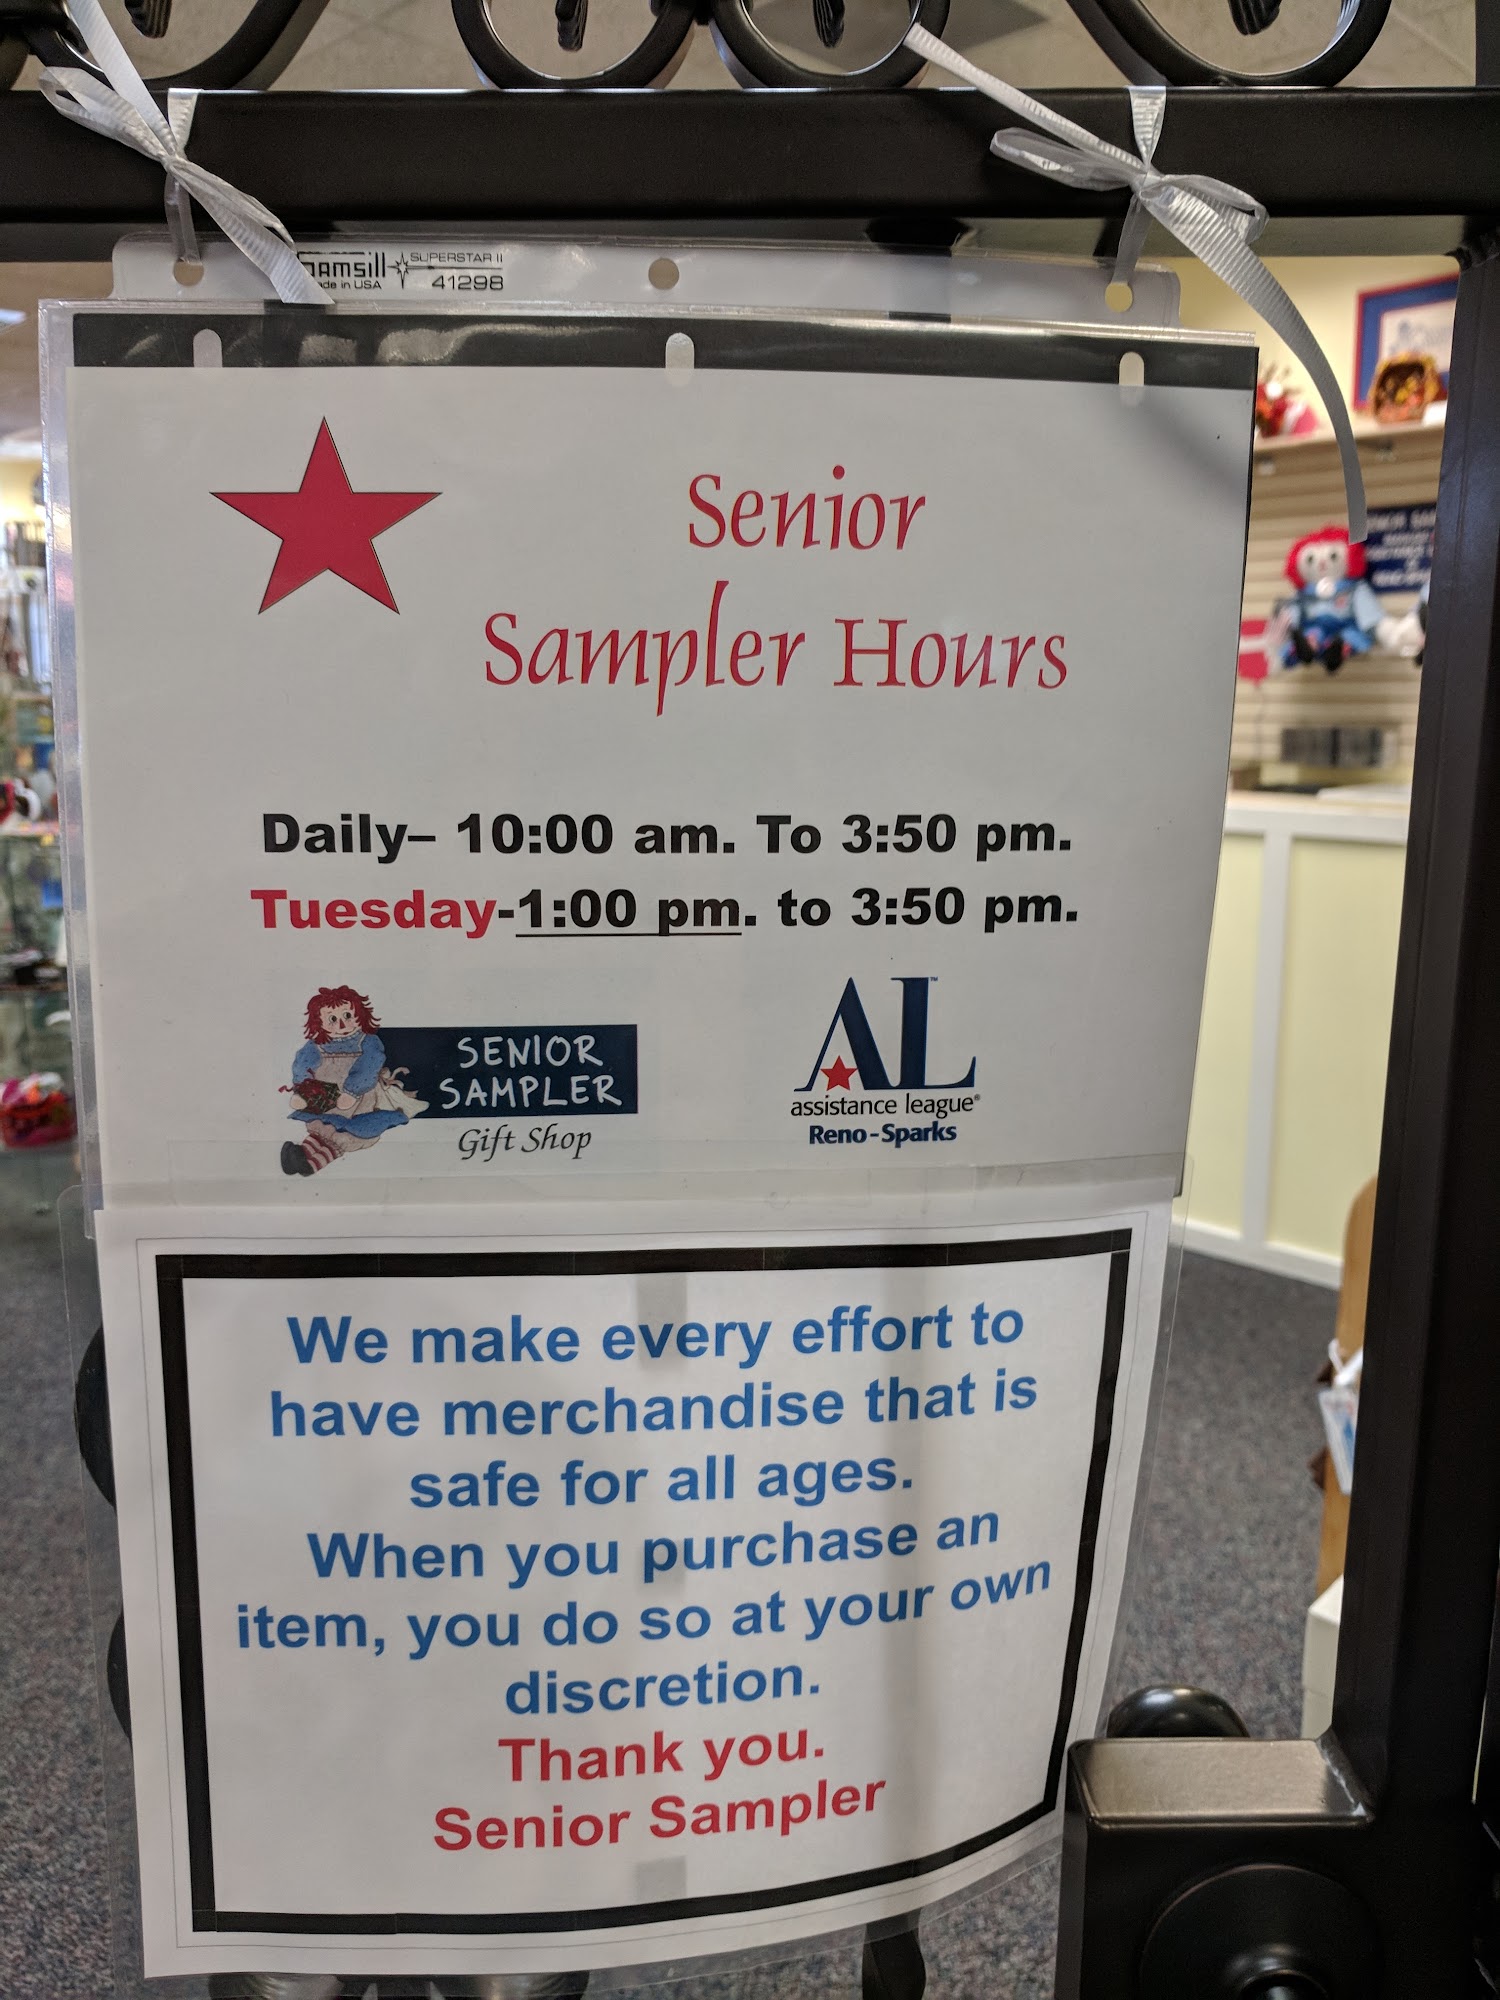 SUPERSTAR II
in USA 41298
Senior
Sampler Hours
Daily– 10:00 am. To 3:50 pm.
Tuesday-1:00 pm. to 3:50 pm.
SENIOR
SAMPLER
Gift Shop
AL™
assistance league®
Reno-Sparks
We make every effort to
have merchandise that is
safe for all ages.
When you purchase an
item, you do so at your own
discretion.
Thank you.
Senior Sampler